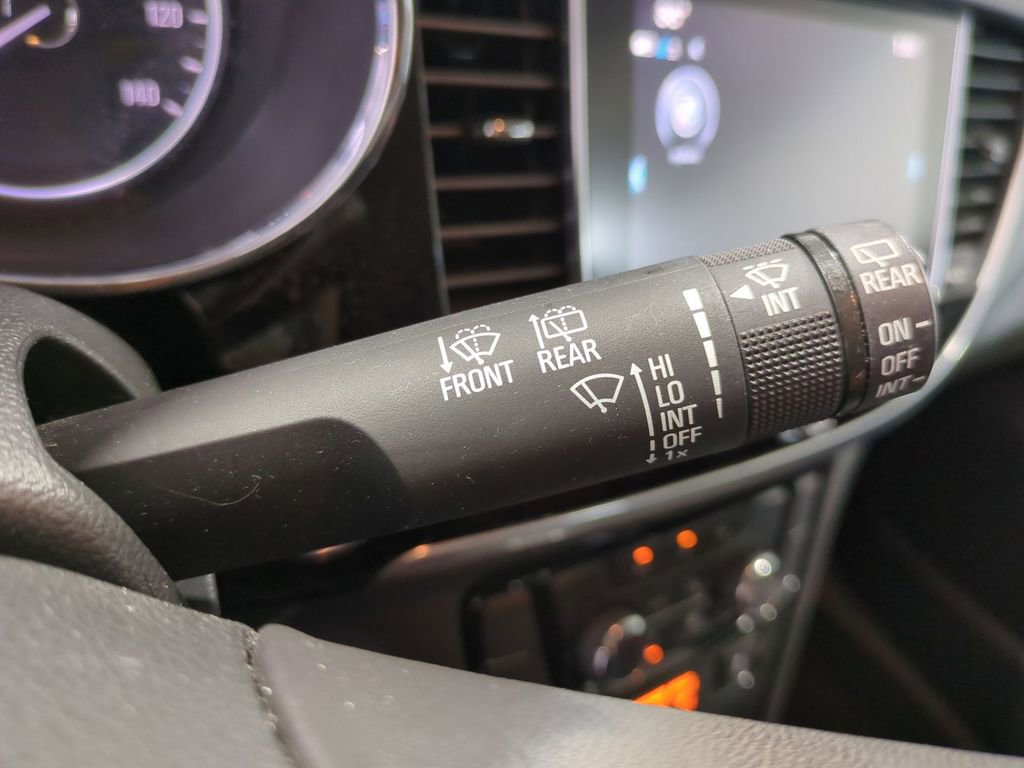 120
140
FRONT
REAR
HI
LO
INT
OFF
1x
INT
REAR
ON
OFF
INT